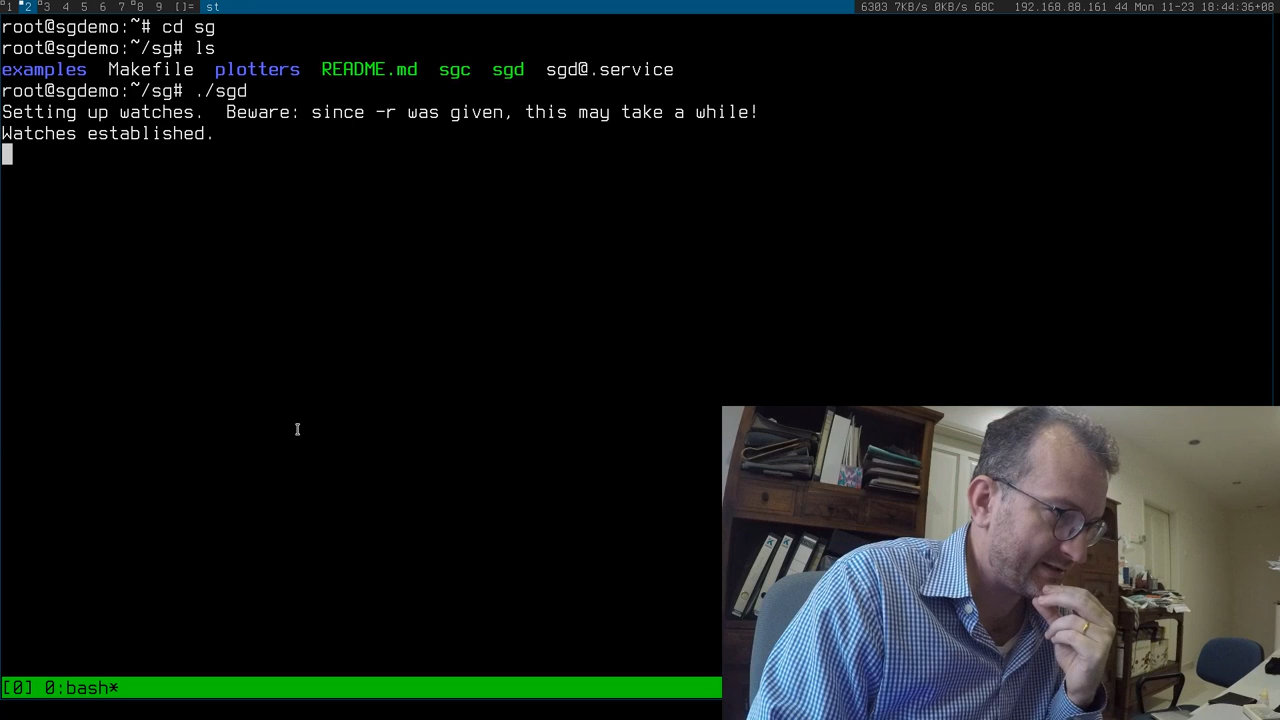 1 2 3 4 5 6 7 8 9 []= st 6303 7KB/s 0KB/s 68C 192.168.88.161 44 Mon 11-23 18:44:36+08
root@sgdemo:~# cd sg
root@sgdemo:~/sg# ls
examples Makefile plotters README.md sgc sgd sgd@.service
root@sgdemo:~/sg# ./sgd
Setting up watches.  Beware: since -r was given, this may take a while!
Watches established.
[0] 0:bash*